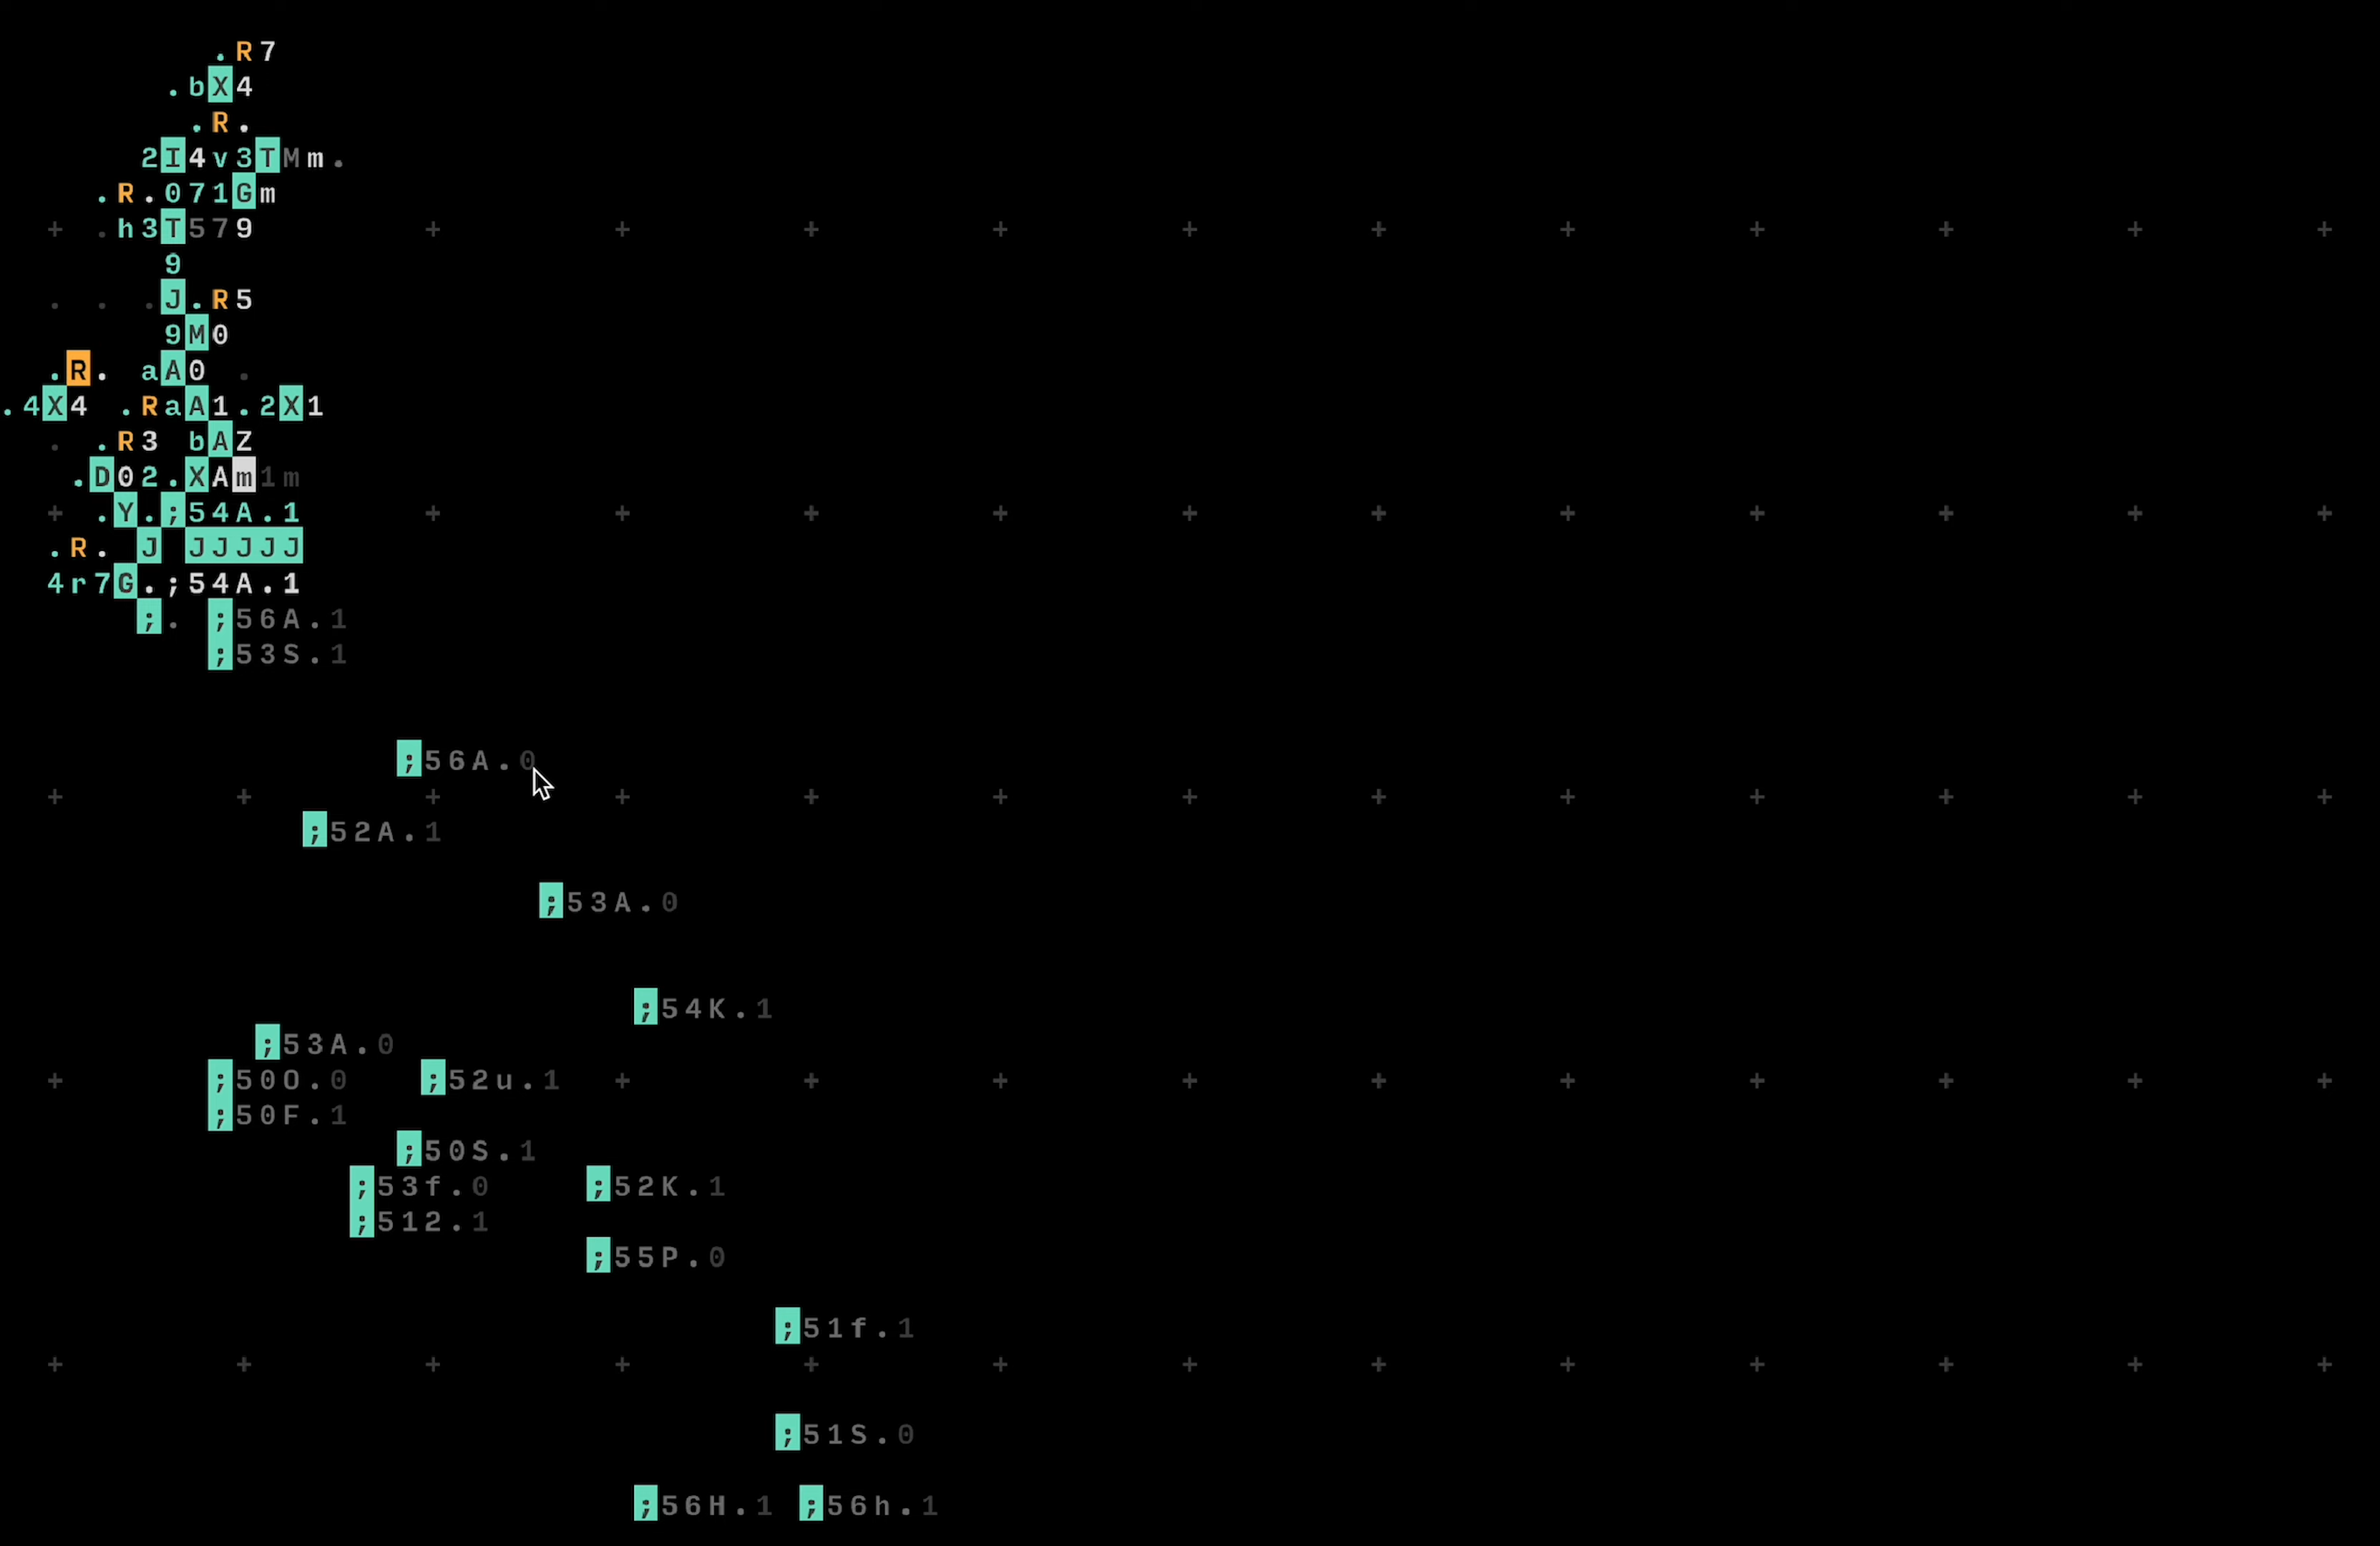 .R7
.bX4
.R.
2I4v3TMm.
.R.071Gm
+ .h3T579 + + + + + + + + + + +
9
. . .J.R5
9M0
.R. aA0 .
.4X4 .RaA1.2X1
. .R3 bAZ
.D02.XAm1m
+ .Y.;54A.1 + + + + + + + + + + +
.R. J JJJJJ
4r7G.;54A.1
;. ;56A.1
;53S.1
;56A.0
+ + + + + + + + + + + + +
;52A.1
;53A.0
;54K.1
;53A.0
+ ;50O.0 ;52u.1 + + + + + + + + + +
;50F.1
;50S.1
;53f.0 ;52K.1
;512.1
;55P.0
;51f.1
+ + + + + + + + + + + + +
;51S.0
;56H.1 ;56h.1